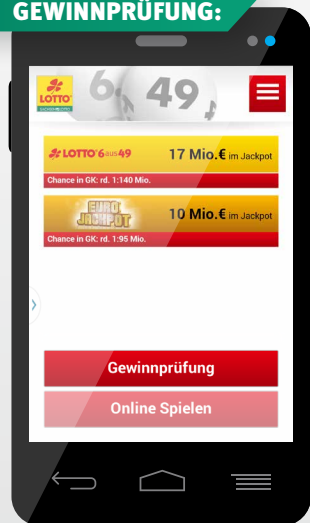 GEWINNPRÜFUNG:
LOTTO
6 49
LOTTO 6aus49 17 Mio.€ im Jackpot
Chance in GK: rd. 1:140 Mio.
EURO JACKPOT 10 Mio.€ im Jackpot
Chance in GK: rd. 1:95 Mio.
Gewinnprüfung
Online Spielen